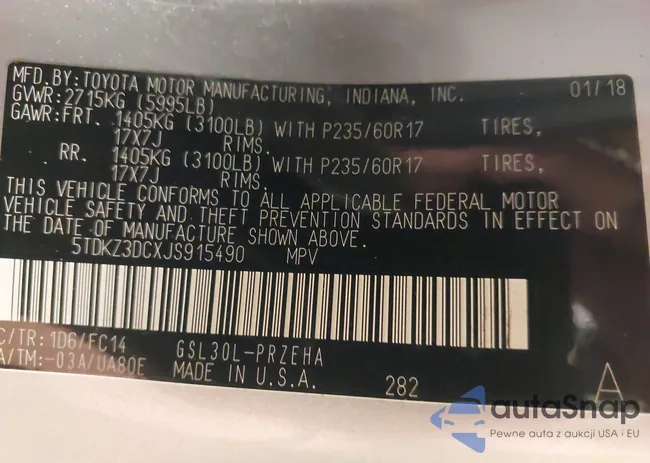 MFD.BY:TOYOTA MOTOR MANUFACTURING, INDIANA, INC. 01/18
GVWR:2715KG (5995LB)
GAWR:FRT. 1405KG (3100LB) WITH P235/60R17 TIRES,
17X7J RIMS.
RR. 1405KG (3100LB) WITH P235/60R17 TIRES,
17X7J RIMS.
THIS VEHICLE CONFORMS TO ALL APPLICABLE FEDERAL MOTOR
VEHICLE SAFETY AND THEFT PREVENTION STANDARDS IN EFFECT ON
THE DATE OF MANUFACTURE SHOWN ABOVE.
5TDKZ3DCXJS915490 MPV
C/TR: 1D6/FC14 GSL30L-PRZEHA
A/TM:-03A/UA80E MADE IN U.S.A. 282 A
autaSnap
Pewne auta z aukcji USA i EU